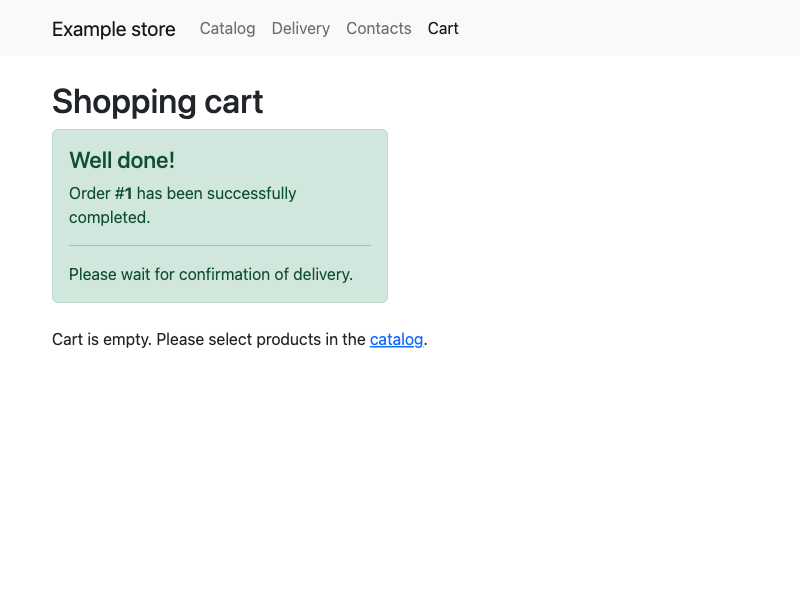 Example store Catalog Delivery Contacts Cart
Shopping cart
Well done!
Order #1 has been successfully
completed.
Please wait for confirmation of delivery.
Cart is empty. Please select products in the catalog.